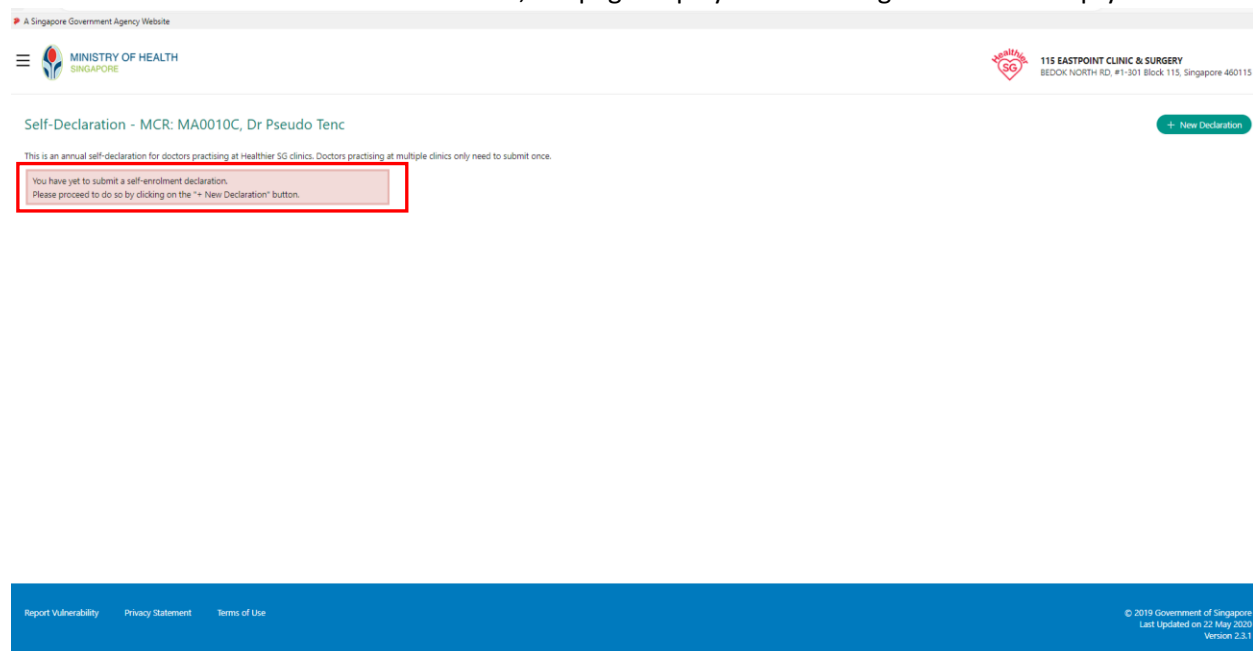 A Singapore Government Agency Website
MINISTRY OF HEALTH
SINGAPORE
Healthier
SG
115 EASTPOINT CLINIC & SURGERY
BEDOK NORTH RD, #1-301 Block 115, Singapore 460115
Self-Declaration - MCR: MA0010C, Dr Pseudo Tenc
+ New Declaration
This is an annual self-declaration for doctors practising at Healthier SG clinics. Doctors practising at multiple clinics only need to submit once.
You have yet to submit a self-enrolment declaration.
Please proceed to do so by clicking on the "+ New Declaration" button.
Report Vulnerability Privacy Statement Terms of Use
© 2019 Government of Singapore
Last Updated on 22 May 2020
Version 2.3.1